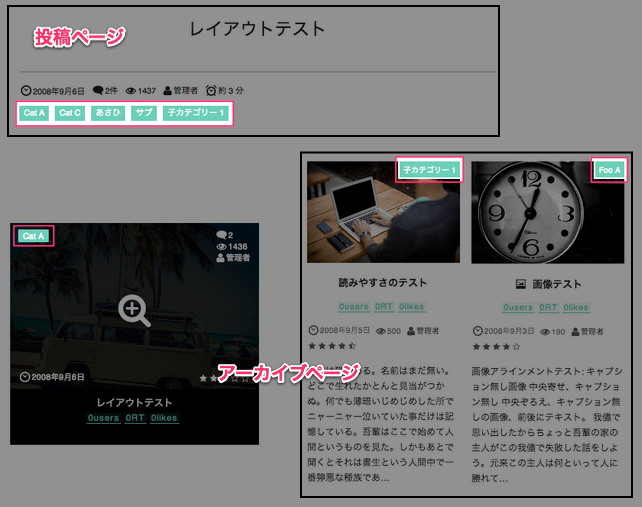 投稿ページ
レイアウトテスト
2008年9月6日 2件 1437 管理者 約 3 分
Cat A Cat C あさひ サブ 子カテゴリー 1
Cat A
2
1436
管理者
2008年9月6日
レイアウトテスト
0users 0RT 0likes
アーカイブページ
子カテゴリー 1
読みやすさのテスト
0users 0RT 0likes
2008年9月5日 500 管理者
る。名前はまだ無い。
どこで生れたかとんと見当がつか
ぬ。何でも薄暗いじめじめした所で
ニャーニャー泣いていた事だけは記
憶している。吾輩はここで始めて人
間というものを見た。しかもあとで
聞くとそれは書生という人間中で一
番獰悪な種族であ…
Foo A
12
画像テスト
0users 0RT 0likes
2008年9月3日 190 管理者
画像アラインメントテスト: キャプシ
ョン無し画像 中央寄せ、キャプショ
ン無し 中央ぞろえ、キャプション無
しの画像、前後にテキスト。 我儘で
思い出したからちょっと吾輩の家の
主人がこの我儘で失敗した話をしよ
う。元来この主人は何といって人に
勝れて…